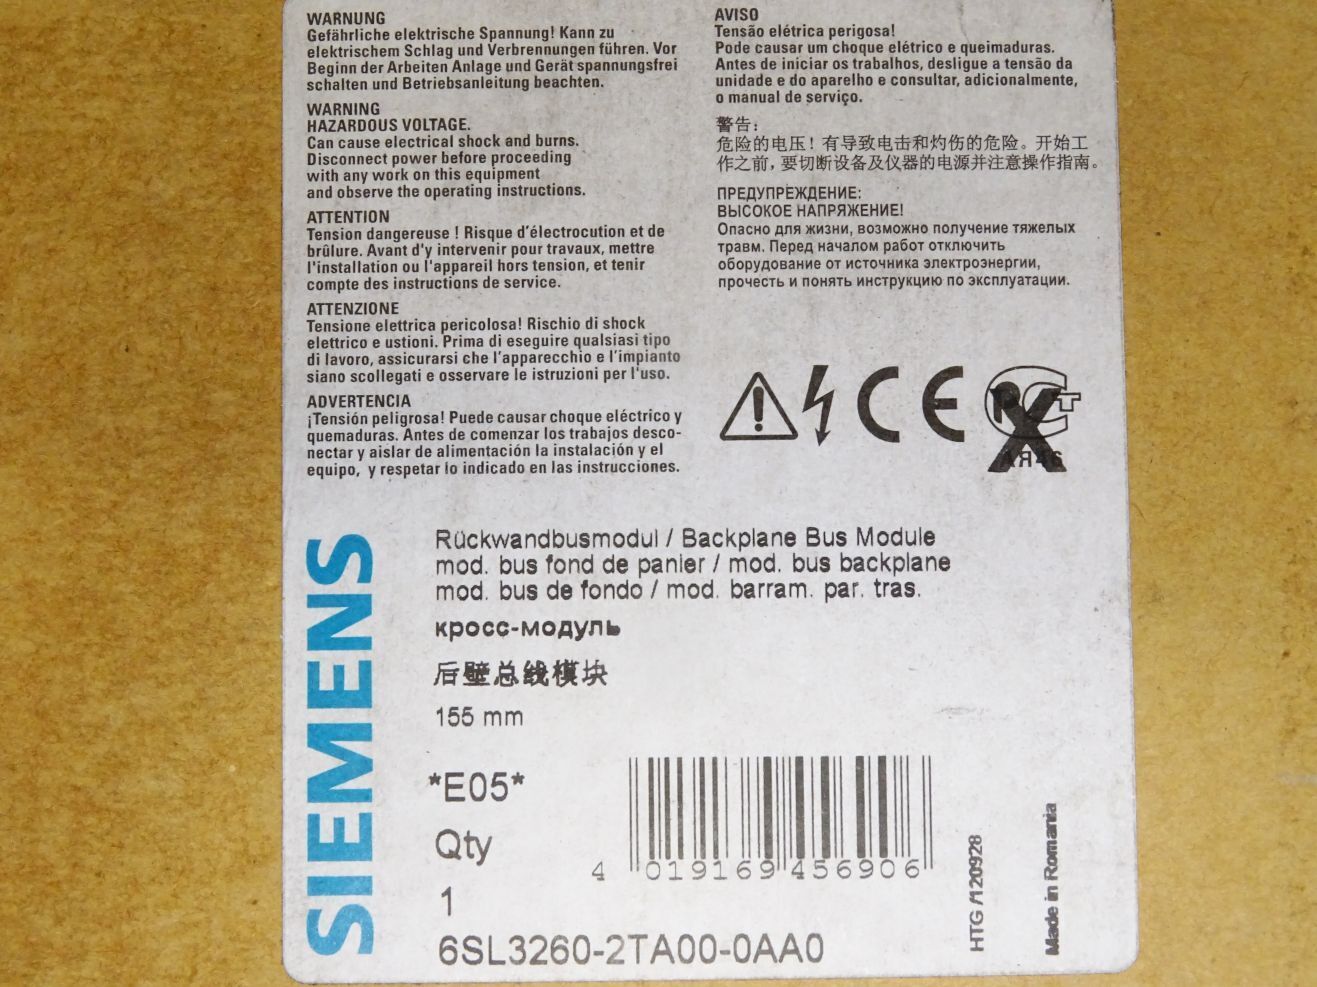 WARNUNG
Gefährliche elektrische Spannung! Kann zu
elektrischem Schlag und Verbrennungen führen. Vor
Beginn der Arbeiten Anlage und Gerät spannungsfrei
schalten und Betriebsanleitung beachten.
WARNING
HAZARDOUS VOLTAGE.
Can cause electrical shock and burns.
Disconnect power before proceeding
with any work on this equipment
and observe the operating instructions.
ATTENTION
Tension dangereuse ! Risque d'électrocution et de
brûlure. Avant d'y intervenir pour travaux, mettre
l'installation ou l'appareil hors tension, et tenir
compte des instructions de service.
ATTENZIONE
Tensione elettrica pericolosa! Rischio di shock
elettrico e ustioni. Prima di eseguire qualsiasi tipo
di lavoro, assicurarsi che l'apparecchio e l'impianto
siano scollegati e osservare le istruzioni per l'uso.
ADVERTENCIA
¡Tensión peligrosa! Puede causar choque eléctrico y
quemaduras. Antes de comenzar los trabajos desco-
nectar y aislar de alimentación la instalación y el
equipo, y respetar lo indicado en las instrucciones.
AVISO
Tensão elétrica perigosa!
Pode causar um choque elétrico e queimaduras.
Antes de iniciar os trabalhos, desligue a tensão da
unidade e do aparelho e consultar, adicionalmente,
o manual de serviço.
警告：
危险的电压！有导致电击和灼伤的危险。开始工
作之前，要切断设备及仪器的电源并注意操作指南。
ПРЕДУПРЕЖДЕНИЕ:
ВЫСОКОЕ НАПРЯЖЕНИЕ!
Опасно для жизни, возможно получение тяжелых
травм. Перед началом работ отключить
оборудование от источника электроэнергии,
прочесть и понять инструкцию по эксплуатации.
CE
АЯ46
SIEMENS
Rückwandbusmodul / Backplane Bus Module
mod. bus fond de panier / mod. bus backplane
mod. bus de fondo / mod. barram. par. tras.
кросс-модуль
后壁总线模块
155 mm
*E05*
Qty
1
6SL3260-2TA00-0AA0
4 019169 456906
HTG /120928
Made in Romania